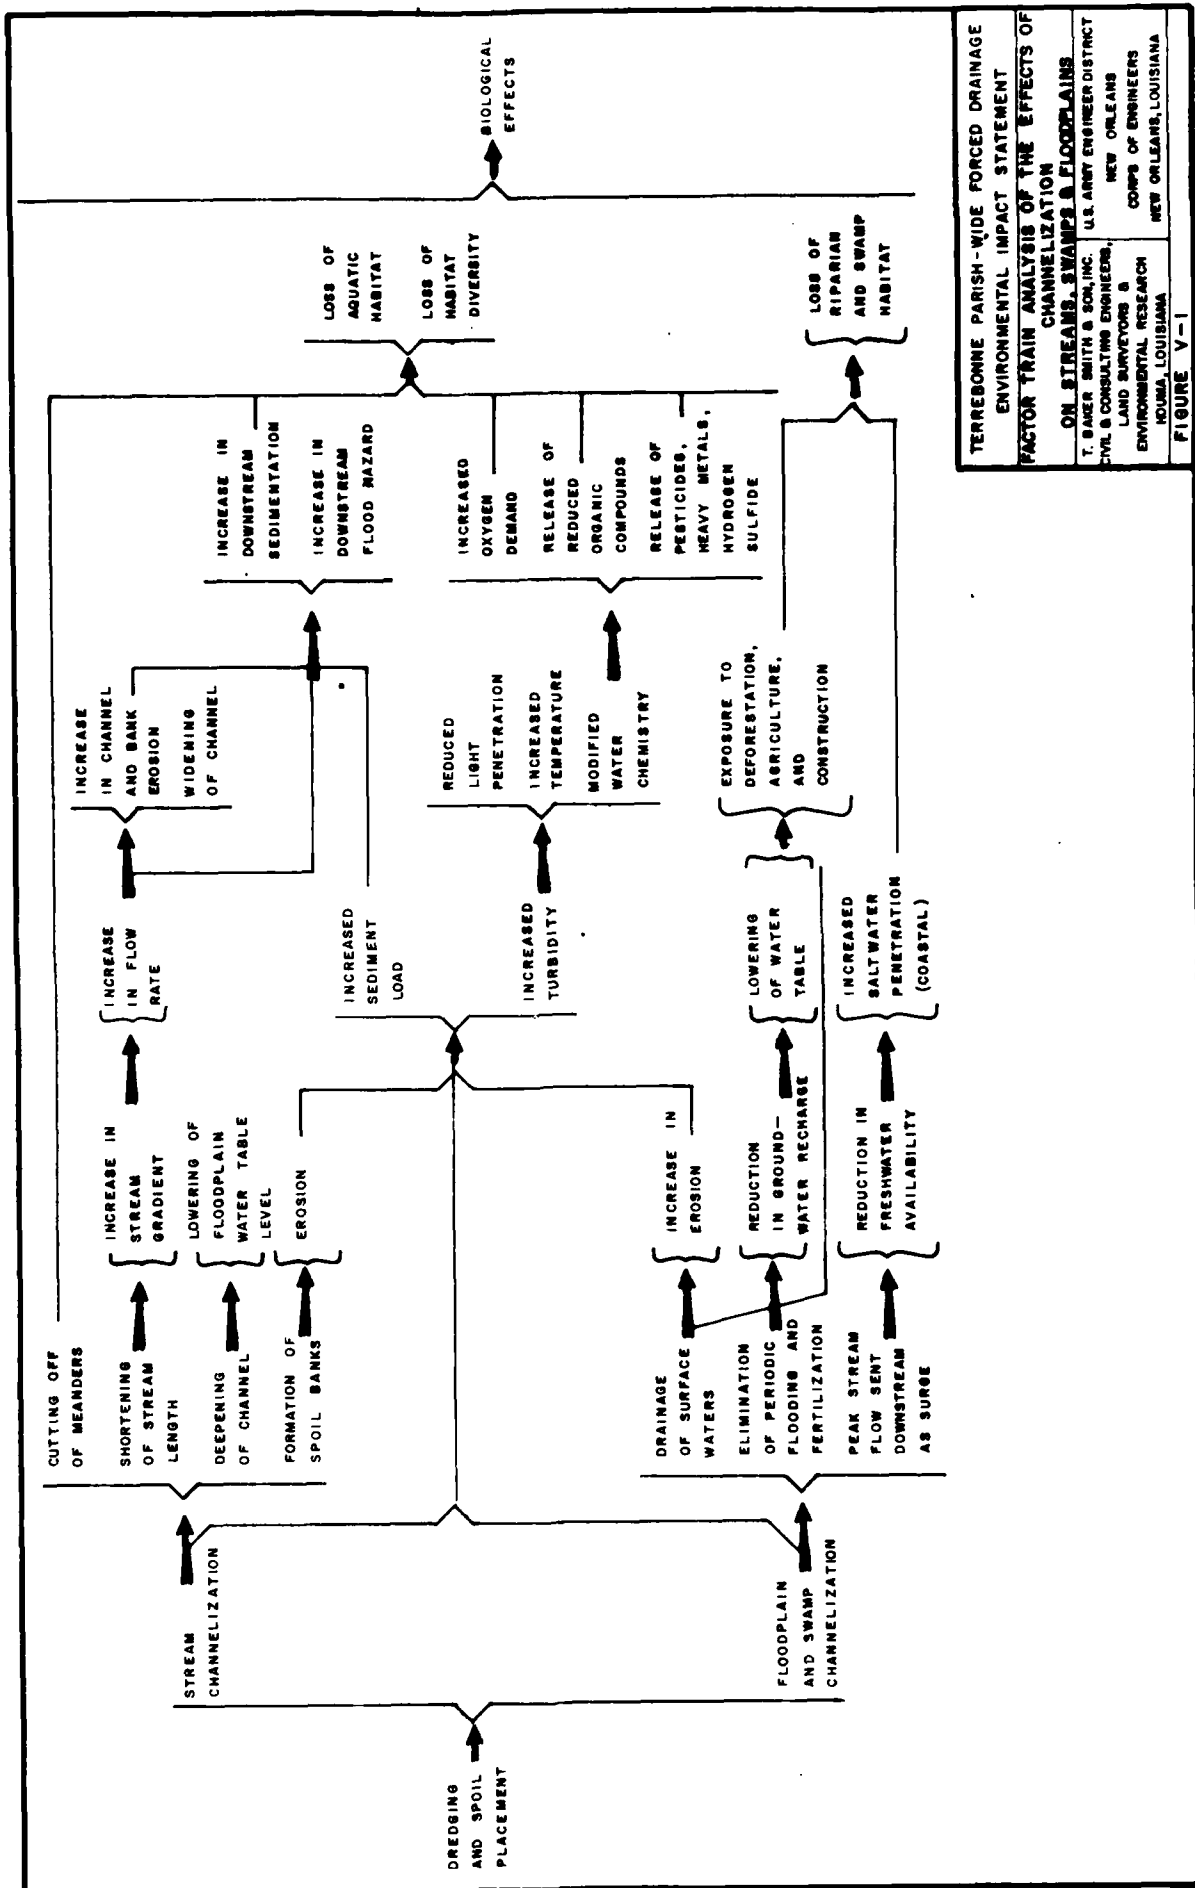 DREDGING
AND SPOIL
PLACEMENT
STREAM
CHANNELIZATION
FLOODPLAIN
AND SWAMP
CHANNELIZATION
CUTTING OFF
OF MEANDERS
SHORTENING
OF STREAM
LENGTH
DEEPENING
OF CHANNEL
FORMATION OF
SPOIL BANKS
DRAINAGE
OF SURFACE
WATERS
ELIMINATION
OF PERIODIC
FLOODING AND
FERTILIZATION
PEAK STREAM
FLOW SENT
DOWNSTREAM
AS SURGE
INCREASE IN
STREAM
GRADIENT
LOWERING OF
FLOODPLAIN
WATER TABLE
LEVEL
EROSION
INCREASE IN
EROSION
REDUCTION
IN GROUND-
WATER RECHARGE
REDUCTION IN
FRESHWATER
AVAILABILITY
INCREASE
IN FLOW
RATE
INCREASED
SEDIMENT
LOAD
INCREASED
TURBIDITY
LOWERING
OF WATER
TABLE
INCREASED
SALTWATER
PENETRATION
(COASTAL)
INCREASE
IN CHANNEL
AND BANK
EROSION
WIDENING
OF CHANNEL
REDUCED
LIGHT
PENETRATION
INCREASED
TEMPERATURE
MODIFIED
WATER
CHEMISTRY
EXPOSURE TO
DEFORESTATION,
AGRICULTURE,
AND
CONSTRUCTION
INCREASE IN
DOWNSTREAM
SEDIMENTATION
INCREASE IN
DOWNSTREAM
FLOOD HAZARD
INCREASED
OXYGEN
DEMAND
RELEASE OF
REDUCED
ORGANIC
COMPOUNDS
RELEASE OF
PESTICIDES,
HEAVY METALS,
HYDROGEN
SULFIDE
LOSS OF
AQUATIC
HABITAT
LOSS OF
HABITAT
DIVERSITY
LOSS OF
RIPARIAN
AND SWAMP
HABITAT
BIOLOGICAL
EFFECTS
TERREBONNE PARISH-WIDE FORCED DRAINAGE
ENVIRONMENTAL IMPACT STATEMENT
FACTOR TRAIN ANALYSIS OF THE EFFECTS OF
CHANNELIZATION
ON STREAMS, SWAMPS & FLOODPLAINS
T. BAKER SMITH & SON, INC.
CIVIL & CONSULTING ENGINEERS,
LAND SURVEYORS &
ENVIRONMENTAL RESEARCH
HOUMA, LOUISIANA
U.S. ARMY ENGINEER DISTRICT
NEW ORLEANS
CORPS OF ENGINEERS
NEW ORLEANS, LOUISIANA
FIGURE V-1